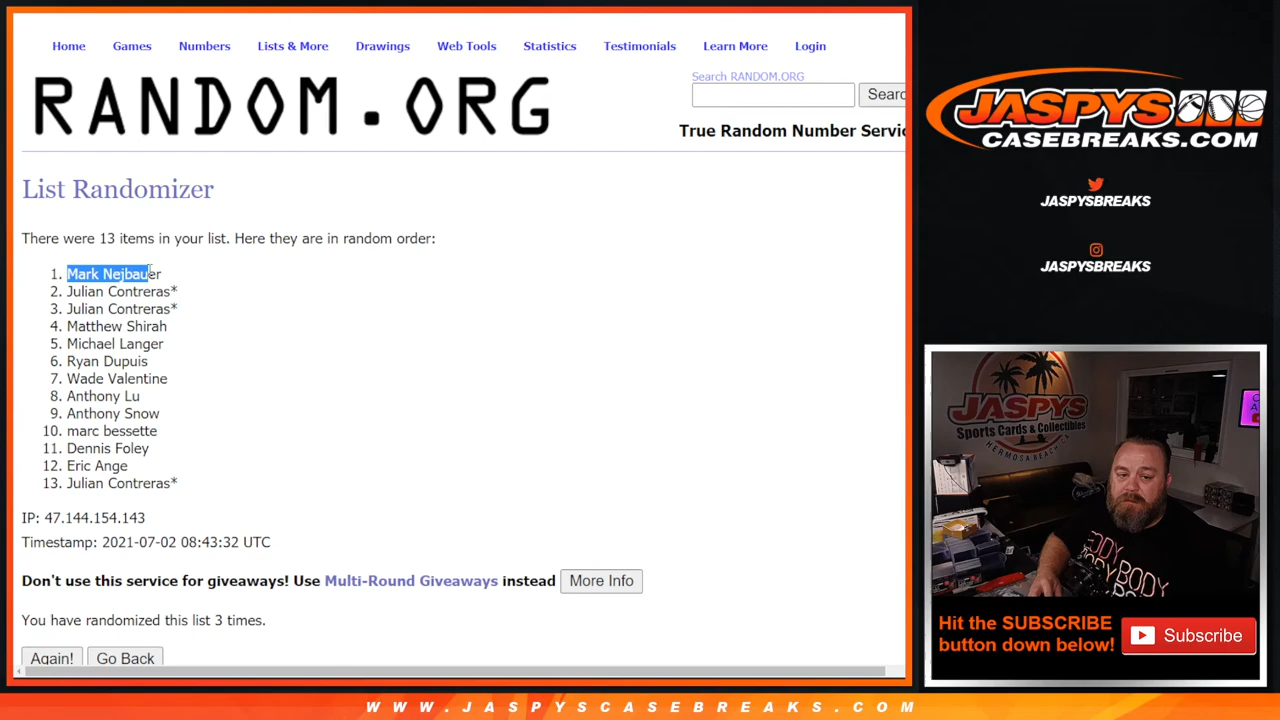 Home Games Numbers Lists & More Drawings Web Tools Statistics Testimonials Learn More Login
RANDOM.ORG
Search RANDOM.ORG
Searc
True Random Number Servic
List Randomizer
There were 13 items in your list. Here they are in random order:
1. Mark Nejbauer
2. Julian Contreras*
3. Julian Contreras*
4. Matthew Shirah
5. Michael Langer
6. Ryan Dupuis
7. Wade Valentine
8. Anthony Lu
9. Anthony Snow
10. marc bessette
11. Dennis Foley
12. Eric Ange
13. Julian Contreras*
IP: 47.144.154.143
Timestamp: 2021-07-02 08:43:32 UTC
Don't use this service for giveaways! Use Multi-Round Giveaways instead More Info
You have randomized this list 3 times.
Again! Go Back
JASPYS
CASEBREAKS.COM
JASPYSBREAKS
JASPYSBREAKS
JASPYS
Sports Cards & Collectibles
HERMOSA BEACH, CA
BODY
BODY
Hit the SUBSCRIBE
button down below!
Subscribe
WWW.JASPYSCASEBREAKS.COM